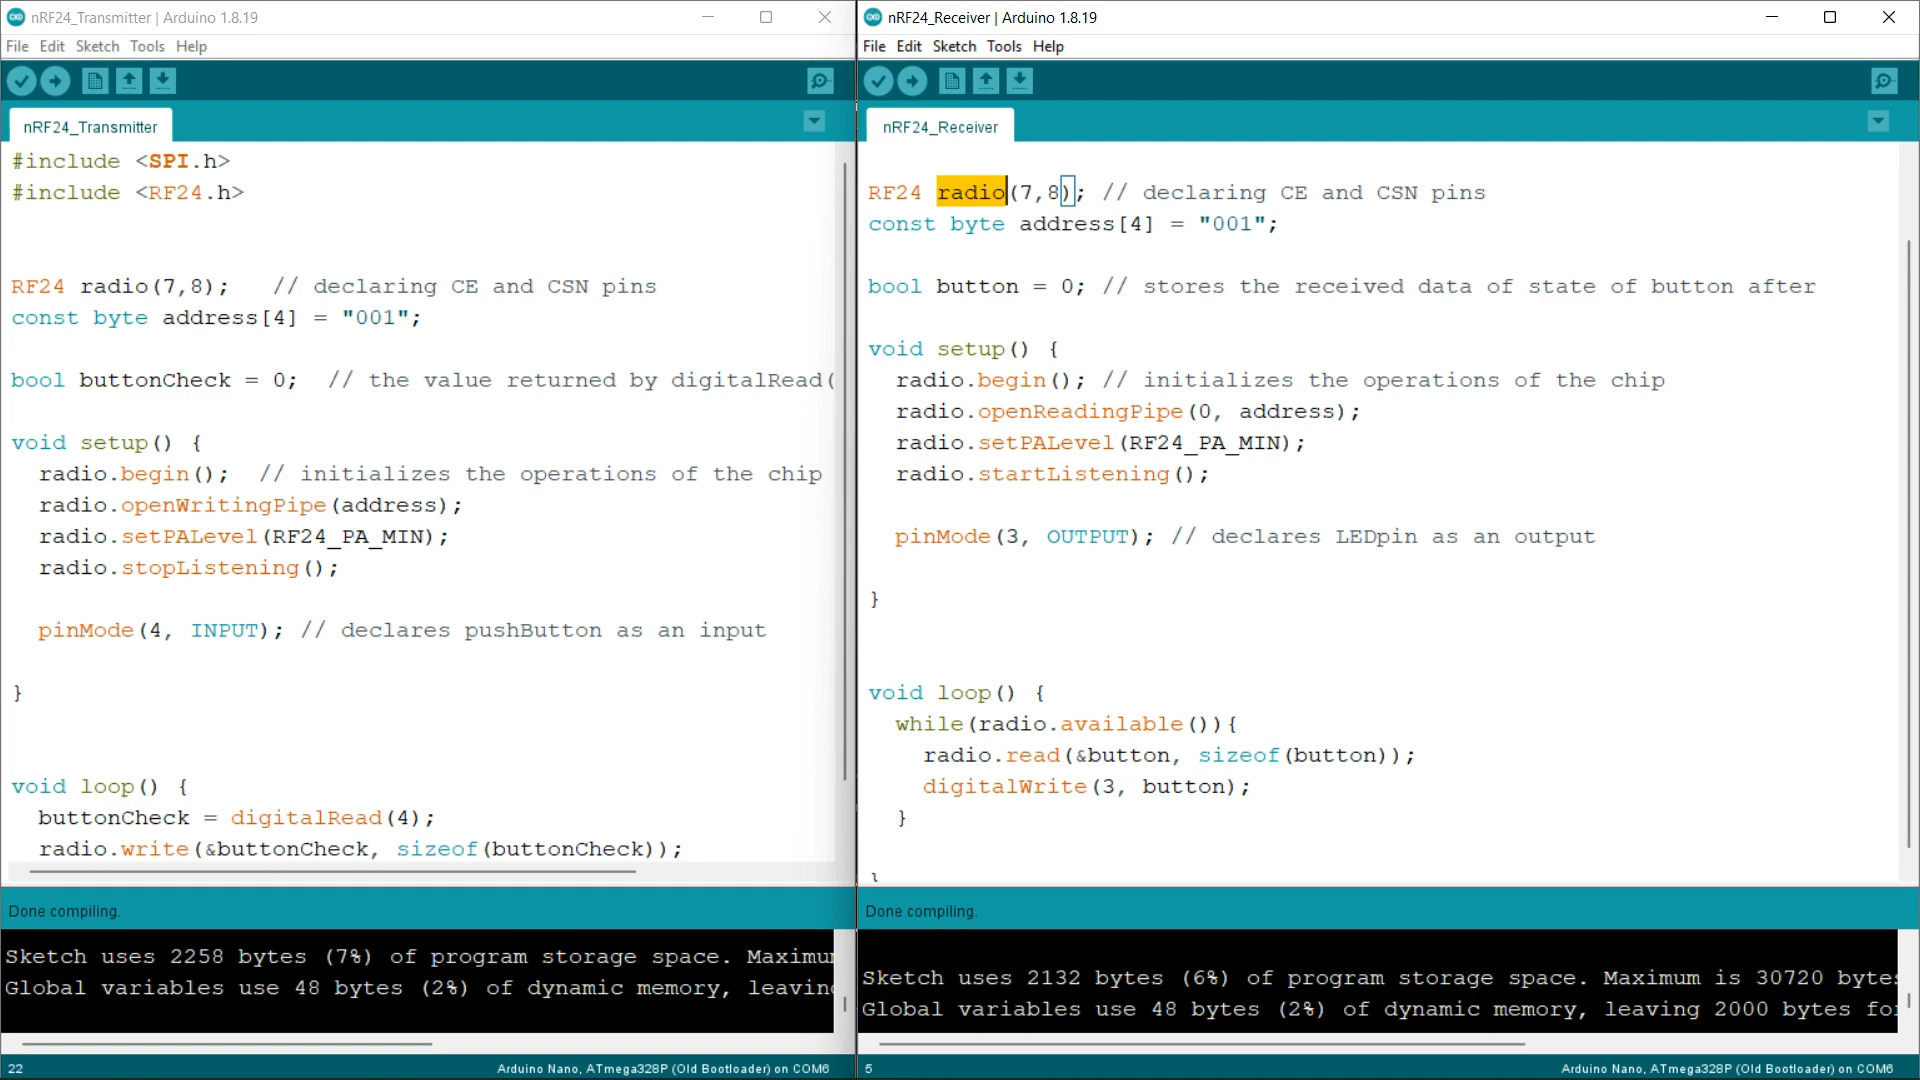 nRF24_Transmitter | Arduino 1.8.19
File Edit Sketch Tools Help
nRF24_Transmitter
#include <SPI.h>
#include <RF24.h>
RF24 radio(7,8);   // declaring CE and CSN pins
const byte address[4] = "001";
bool buttonCheck = 0;  // the value returned by digitalRead(
void setup() {
  radio.begin();  // initializes the operations of the chip
  radio.openWritingPipe(address);
  radio.setPALevel(RF24_PA_MIN);
  radio.stopListening();
  pinMode(4, INPUT); // declares pushButton as an input
}
void loop() {
  buttonCheck = digitalRead(4);
  radio.write(&buttonCheck, sizeof(buttonCheck));
Done compiling.
Sketch uses 2258 bytes (7%) of program storage space. Maximu
Global variables use 48 bytes (2%) of dynamic memory, leavin
22 Arduino Nano, ATmega328P (Old Bootloader) on COM6
nRF24_Receiver | Arduino 1.8.19
File Edit Sketch Tools Help
nRF24_Receiver
RF24 radio(7,8); // declaring CE and CSN pins
const byte address[4] = "001";
bool button = 0; // stores the received data of state of button after
void setup() {
  radio.begin(); // initializes the operations of the chip
  radio.openReadingPipe(0, address);
  radio.setPALevel(RF24_PA_MIN);
  radio.startListening();
  pinMode(3, OUTPUT); // declares LEDpin as an output
}
void loop() {
  while(radio.available()){
    radio.read(&button, sizeof(button));
    digitalWrite(3, button);
  }
}
Done compiling.
Sketch uses 2132 bytes (6%) of program storage space. Maximum is 30720 bytes
Global variables use 48 bytes (2%) of dynamic memory, leaving 2000 bytes for
5 Arduino Nano, ATmega328P (Old Bootloader) on COM6